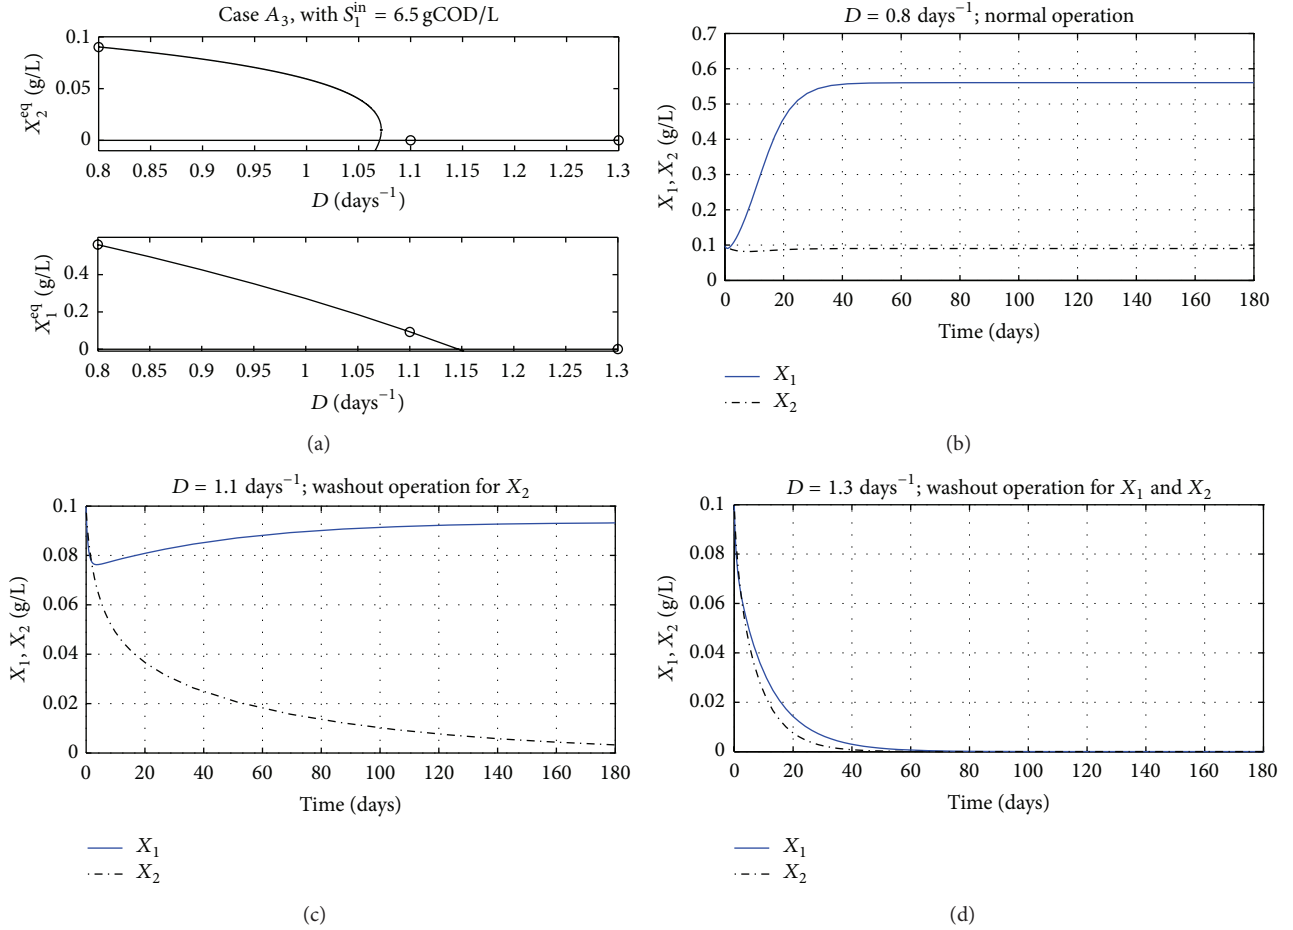 Case A₃, with S₁ⁱⁿ = 6.5 gCOD/L
X₂ᵉq (g/L)
0.1
0.05
0
0.8 0.85 0.9 0.95 1 1.05 1.1 1.15 1.2 1.25 1.3
D (days⁻¹)
X₁ᵉq (g/L)
0.4
0.2
0
0.8 0.85 0.9 0.95 1 1.05 1.1 1.15 1.2 1.25 1.3
D (days⁻¹)
(a)
D = 0.8 days⁻¹; normal operation
X₁, X₂ (g/L)
0.7
0.6
0.5
0.4
0.3
0.2
0.1
0
0 20 40 60 80 100 120 140 160 180
Time (days)
X₁
X₂
(b)
D = 1.1 days⁻¹; washout operation for X₂
X₁, X₂ (g/L)
0.1
0.08
0.06
0.04
0.02
0
0 20 40 60 80 100 120 140 160 180
Time (days)
X₁
X₂
(c)
D = 1.3 days⁻¹; washout operation for X₁ and X₂
X₁, X₂ (g/L)
0.1
0.08
0.06
0.04
0.02
0
0 20 40 60 80 100 120 140 160 180
Time (days)
X₁
X₂
(d)